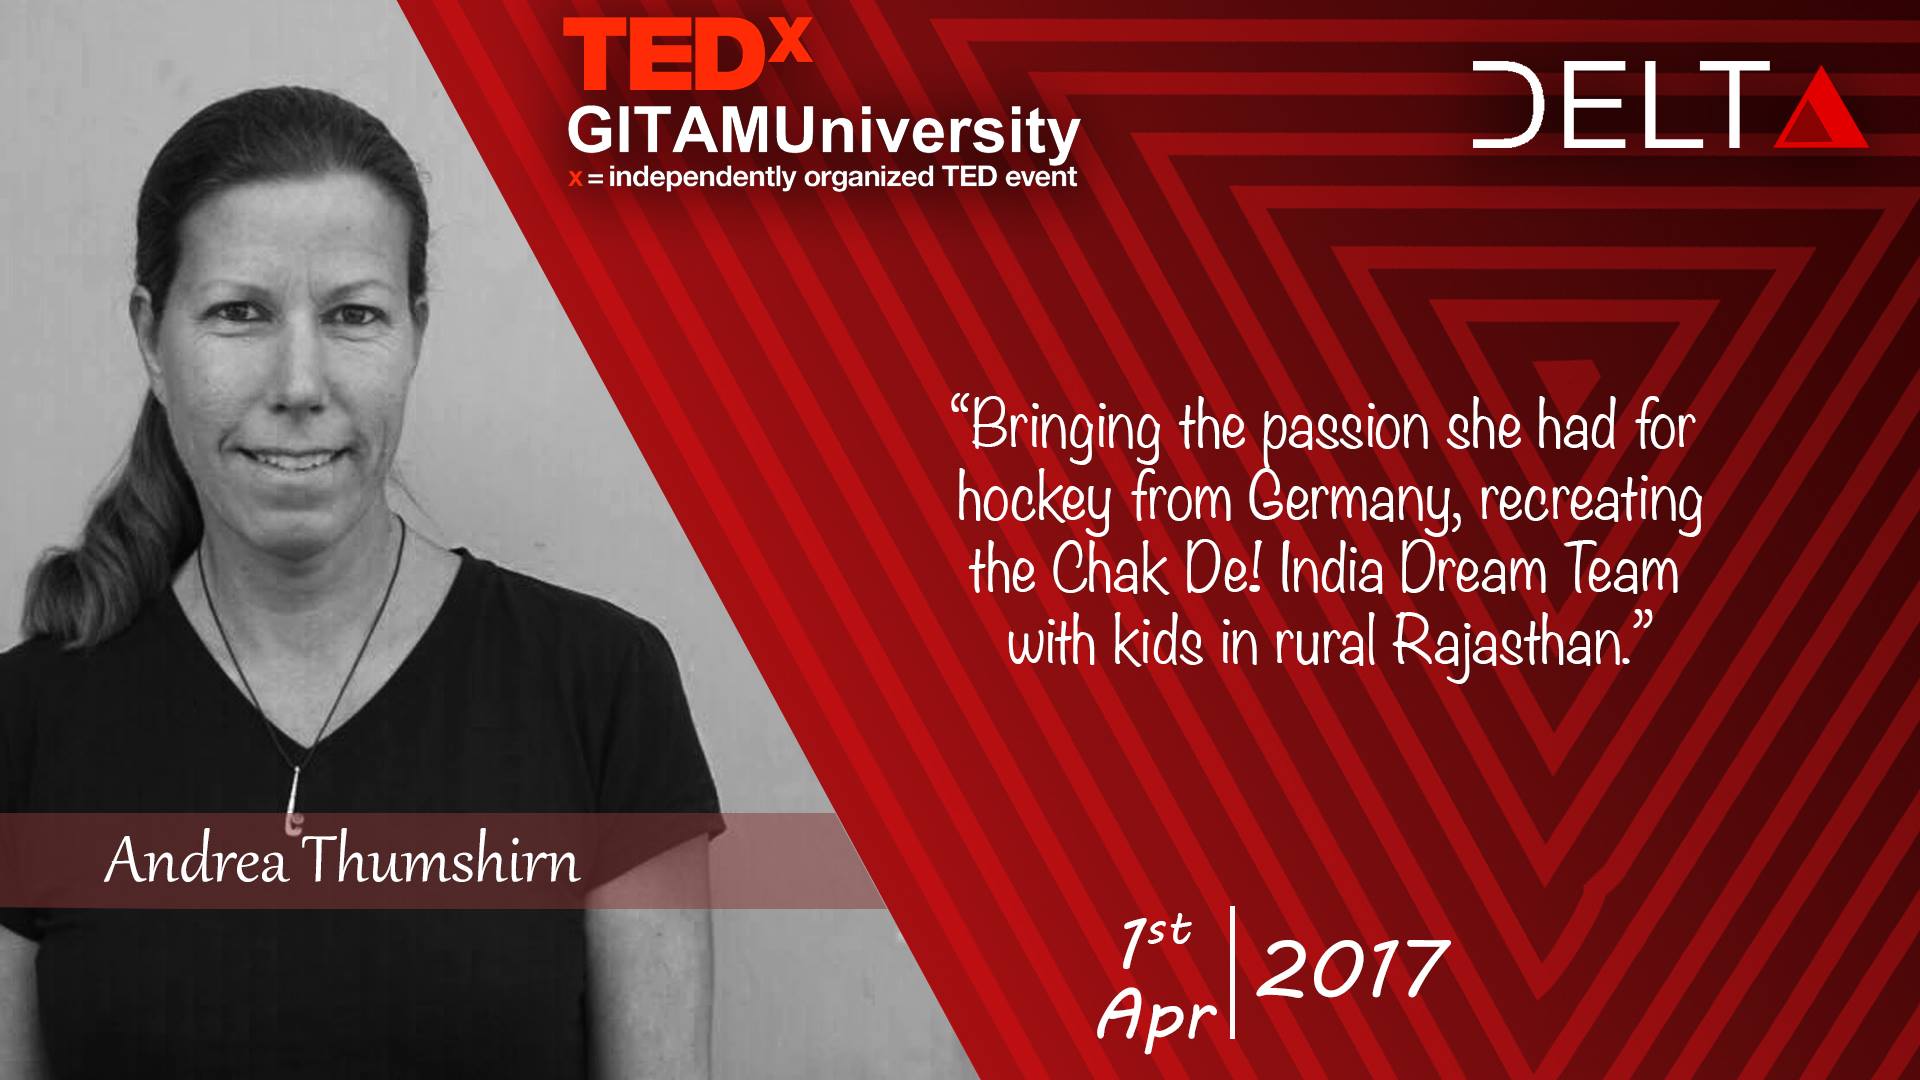 TEDx
GITAMUniversity
x = independently organized TED event
DELTA
“Bringing the passion she had for
hockey from Germany, recreating
the Chak De! India Dream Team
with kids in rural Rajasthan.”
Andrea Thumshirn
1st
Apr
2017